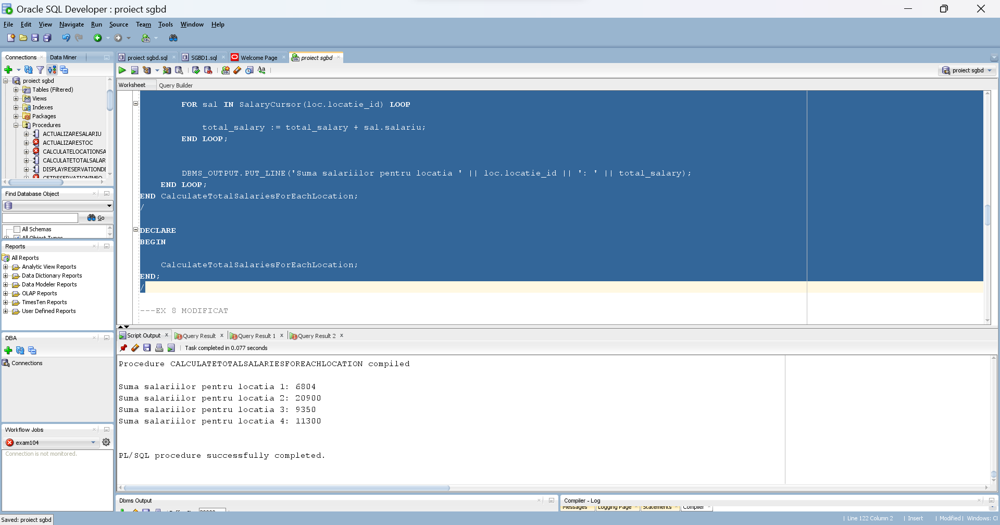 Oracle SQL Developer : proiect sgbd
File Edit View Navigate Run Source Team Tools Window Help
Connections
Data Miner
proiect sgbd.sql
SGBD1.sql
Welcome Page
proiect sgbd
proiect sgbd
Worksheet
Query Builder
proiect sgbd
Tables (Filtered)
Views
Indexes
Packages
Procedures
ACTUALIZARESALARIU
ACTUALIZARESTOC
CALCULATELOCATIONSA
CALCULATETOTALSALAR
DISPLAYRESERVATIONDE
GETRESERVATIONINFO
FOR sal IN SalaryCursor(loc.locatie_id) LOOP
total_salary := total_salary + sal.salariu;
END LOOP;
DBMS_OUTPUT.PUT_LINE('Suma salariilor pentru locatia ' || loc.locatie_id || ': ' || total_salary);
END LOOP;
END CalculateTotalSalariesForEachLocation;
/
DECLARE
BEGIN
CalculateTotalSalariesForEachLocation;
END;
/
---EX 8 MODIFICAT
Find Database Object
Go
All Schemas
All Object Types
Reports
All Reports
Analytic View Reports
Data Dictionary Reports
Data Modeler Reports
OLAP Reports
TimesTen Reports
User Defined Reports
DBA
Connections
Workflow Jobs
exam104
Connection is not monitored.
Script Output
Query Result
Query Result 1
Query Result 2
Task completed in 0.077 seconds
Procedure CALCULATETOTALSALARIESFOREACHLOCATION compiled
Suma salariilor pentru locatia 1: 6804
Suma salariilor pentru locatia 2: 20900
Suma salariilor pentru locatia 3: 9350
Suma salariilor pentru locatia 4: 11300
PL/SQL procedure successfully completed.
Dbms Output
Compiler - Log
Messages
Logging Page
Statements
Compiler
Saved: proiect sgbd
Line 122 Column 2
Insert
Modified
Windows: Cl